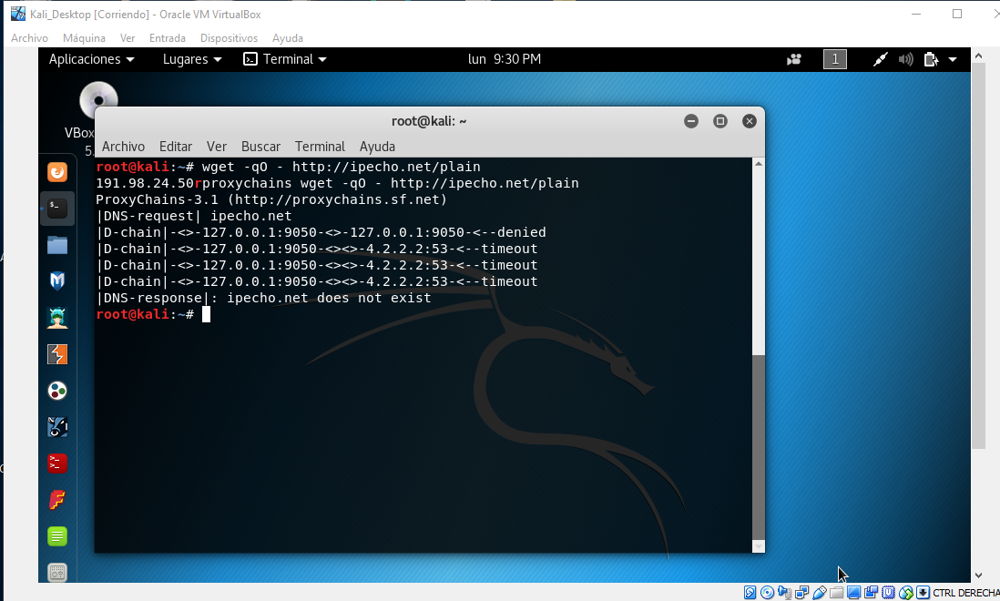 Kali_Desktop [Corriendo] - Oracle VM VirtualBox
Archivo Máquina Ver Entrada Dispositivos Ayuda
Aplicaciones Lugares Terminal lun 9:30 PM 1
VBox
5.
root@kali: ~
Archivo Editar Ver Buscar Terminal Ayuda
root@kali:~# wget -qO - http://ipecho.net/plain
191.98.24.50rproxychains wget -qO - http://ipecho.net/plain
ProxyChains-3.1 (http://proxychains.sf.net)
|DNS-request| ipecho.net
|D-chain|-<>-127.0.0.1:9050-<>-127.0.0.1:9050-<--denied
|D-chain|-<>-127.0.0.1:9050-<><>-4.2.2.2:53-<--timeout
|D-chain|-<>-127.0.0.1:9050-<><>-4.2.2.2:53-<--timeout
|D-chain|-<>-127.0.0.1:9050-<><>-4.2.2.2:53-<--timeout
|DNS-response|: ipecho.net does not exist
root@kali:~#
CTRL DERECHA